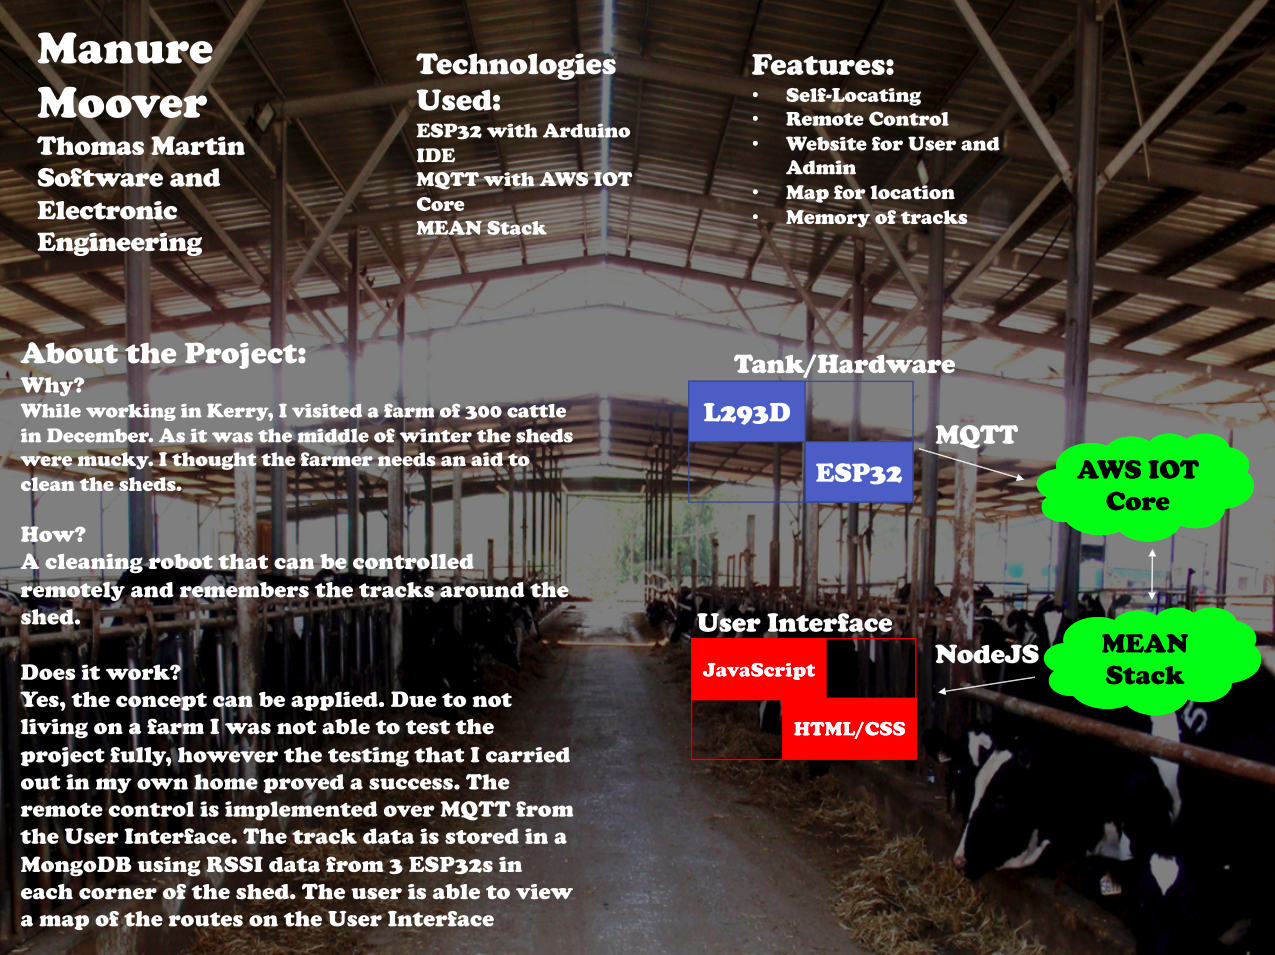 Manure
Moover
Thomas Martin
Software and
Electronic
Engineering
Technologies
Used:
ESP32 with Arduino
IDE
MQTT with AWS IOT
Core
MEAN Stack
Features:
• Self-Locating
• Remote Control
• Website for User and
Admin
• Map for location
• Memory of tracks
About the Project:
Why?
While working in Kerry, I visited a farm of 300 cattle
in December. As it was the middle of winter the sheds
were mucky. I thought the farmer needs an aid to
clean the sheds.
How?
A cleaning robot that can be controlled
remotely and remembers the tracks around the
shed.
Does it work?
Yes, the concept can be applied. Due to not
living on a farm I was not able to test the
project fully, however the testing that I carried
out in my own home proved a success. The
remote control is implemented over MQTT from
the User Interface. The track data is stored in a
MongoDB using RSSI data from 3 ESP32s in
each corner of the shed. The user is able to view
a map of the routes on the User Interface
Tank/Hardware
L293D
ESP32
MQTT
AWS IOT
Core
User Interface
JavaScript
HTML/CSS
NodeJS
MEAN
Stack